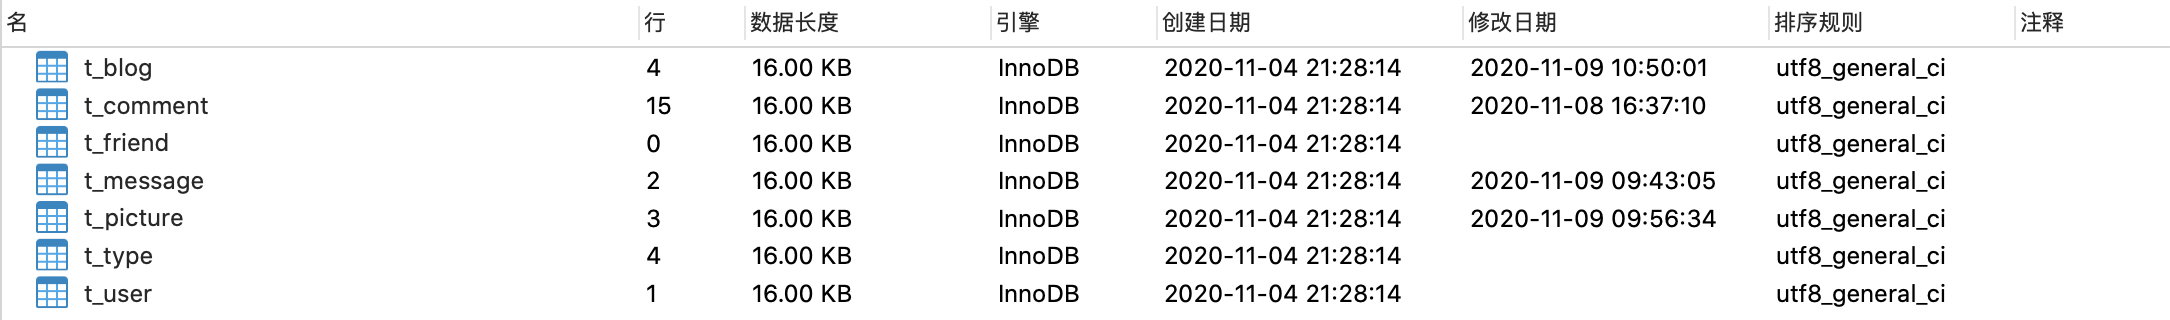 名 行 数据长度 引擎 创建日期 修改日期 排序规则 注释
t_blog 4 16.00 KB InnoDB 2020-11-04 21:28:14 2020-11-09 10:50:01 utf8_general_ci
t_comment 15 16.00 KB InnoDB 2020-11-04 21:28:14 2020-11-08 16:37:10 utf8_general_ci
t_friend 0 16.00 KB InnoDB 2020-11-04 21:28:14 utf8_general_ci
t_message 2 16.00 KB InnoDB 2020-11-04 21:28:14 2020-11-09 09:43:05 utf8_general_ci
t_picture 3 16.00 KB InnoDB 2020-11-04 21:28:14 2020-11-09 09:56:34 utf8_general_ci
t_type 4 16.00 KB InnoDB 2020-11-04 21:28:14 utf8_general_ci
t_user 1 16.00 KB InnoDB 2020-11-04 21:28:14 utf8_general_ci